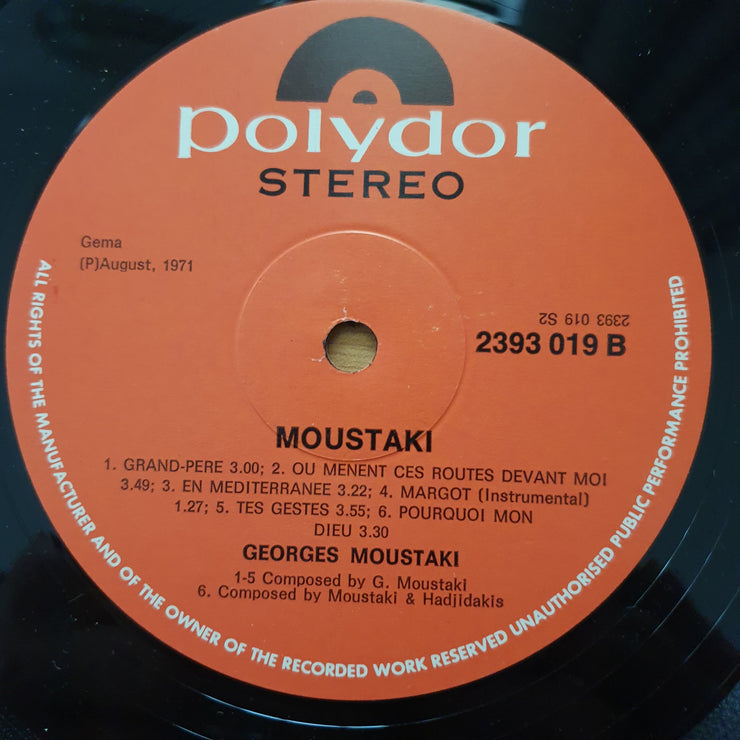 polydor
STEREO
Gema
(P)August, 1971
2393 019 S2
2393 019 B
MOUSTAKI
1. GRAND-PERE 3.00; 2. OU MENENT CES ROUTES DEVANT MOI
3.49; 3. EN MEDITERRANEE 3.22; 4. MARGOT (Instrumental)
1.27; 5. TES GESTES 3.55; 6. POURQUOI MON
DIEU 3.30
GEORGES MOUSTAKI
1-5 Composed by G. Moustaki
6. Composed by Moustaki & Hadjidakis
ALL RIGHTS OF THE MANUFACTURER AND OF THE OWNER OF THE RECORDED WORK RESERVED UNAUTHORISED PUBLIC PERFORMANCE PROHIBITED